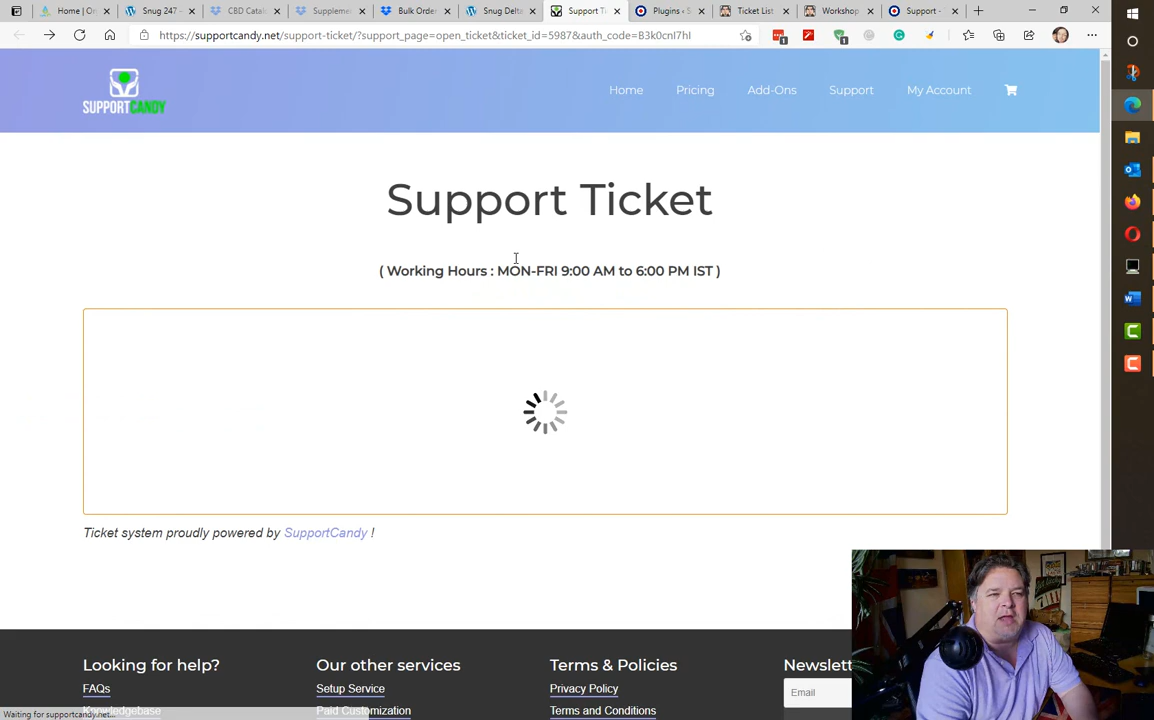 Home | Or
Snug 247 -
CBD Catal
Suppleme
Bulk Order
Snug Delta
Support Ti
Plugins ‹ S
Ticket List
Workshop
Support -
https://supportcandy.net/support-ticket/?support_page=open_ticket&ticket_id=5987&auth_code=B3k0cnI7hI
SUPPORTCANDY
Home
Pricing
Add-Ons
Support
My Account
Support Ticket
( Working Hours : MON-FRI 9:00 AM to 6:00 PM IST )
Ticket system proudly powered by SupportCandy !
Looking for help?
Our other services
Terms & Policies
Newslett
FAQs
Setup Service
Privacy Policy
Email
Knowledgebase
Paid Customization
Terms and Conditions
Waiting for supportcandy.net...